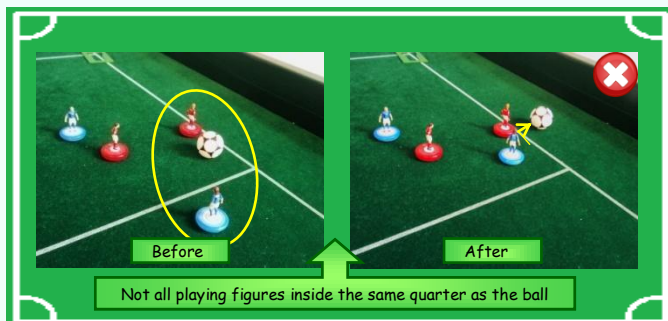 Before
After
Not all playing figures inside the same quarter as the ball